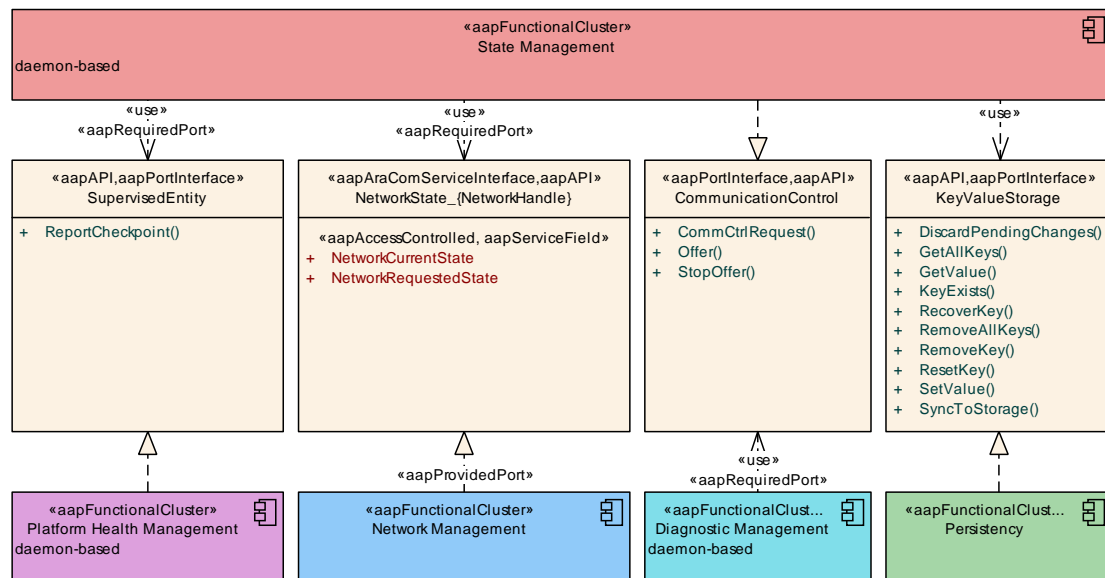 «aapFunctionalCluster»
State Management
daemon-based
«use»
«aapRequiredPort»
«use»
«aapRequiredPort»
«use»
«aapAPI,aapPortInterface»
SupervisedEntity
+ ReportCheckpoint()
«aapAraComServiceInterface,aapAPI»
NetworkState_{NetworkHandle}
«aapAccessControlled, aapServiceField»
+ NetworkCurrentState
+ NetworkRequestedState
«aapPortInterface,aapAPI»
CommunicationControl
+ CommCtrlRequest()
+ Offer()
+ StopOffer()
«aapAPI,aapPortInterface»
KeyValueStorage
+ DiscardPendingChanges()
+ GetAllKeys()
+ GetValue()
+ KeyExists()
+ RecoverKey()
+ RemoveAllKeys()
+ RemoveKey()
+ ResetKey()
+ SetValue()
+ SyncToStorage()
«aapProvidedPort»
«use»
«aapRequiredPort»
«aapFunctionalCluster»
Platform Health Management
daemon-based
«aapFunctionalCluster»
Network Management
«aapFunctionalClust...
Diagnostic Management
daemon-based
«aapFunctionalClust...
Persistency